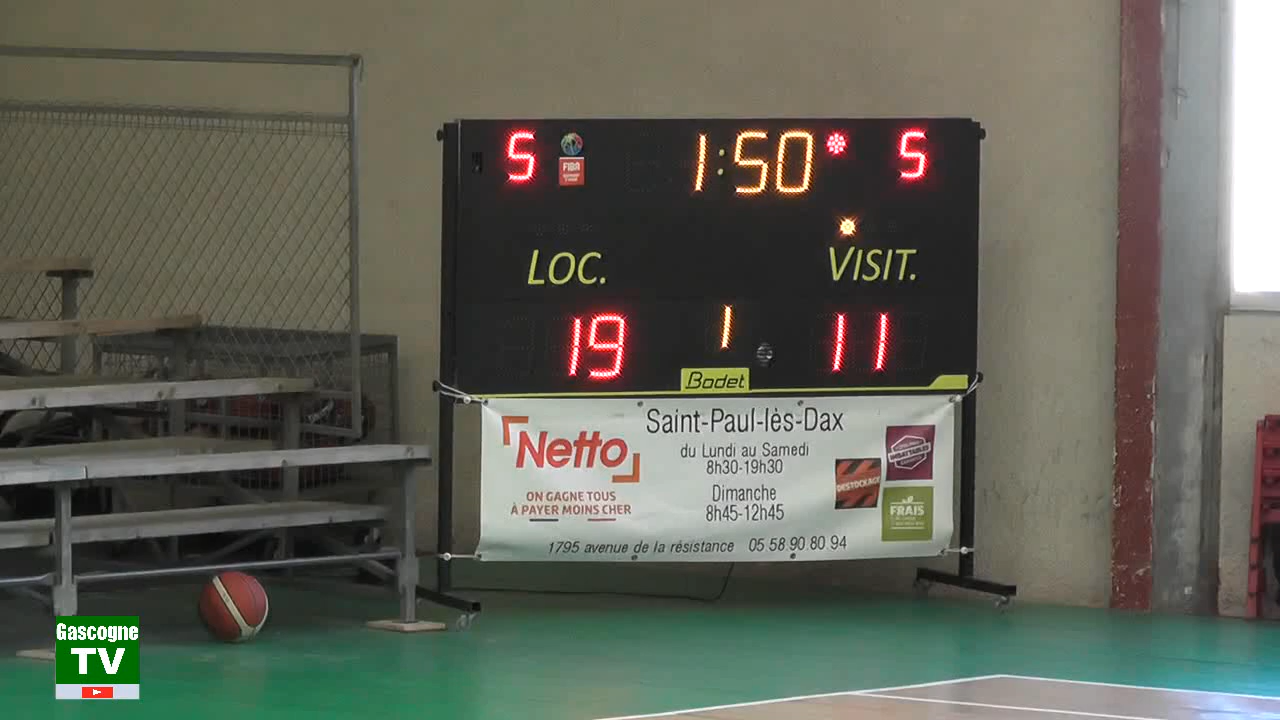 5 1:50 5
FIBA
LOC. VISIT.
19 1 11
Bodet
Netto
ON GAGNE TOUS
À PAYER MOINS CHER
Saint-Paul-lès-Dax
du Lundi au Samedi
8h30-19h30
Dimanche
8h45-12h45
DESTOCKAGE
FRAIS
1795 avenue de la résistance 05 58.90 80 94
Gascogne
TV